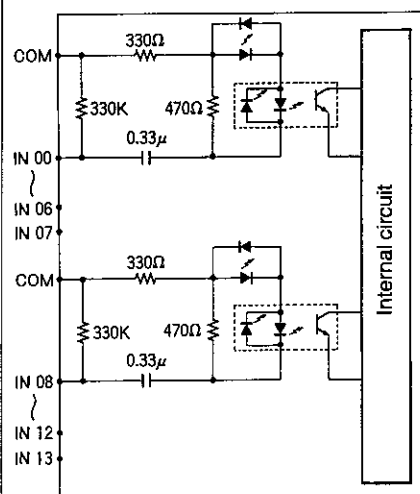 330Ω
COM
330K
470Ω
0.33μ
IN 00
IN 06
IN 07
330Ω
COM
330K
470Ω
0.33μ
IN 08
IN 12
IN 13
Internal circuit